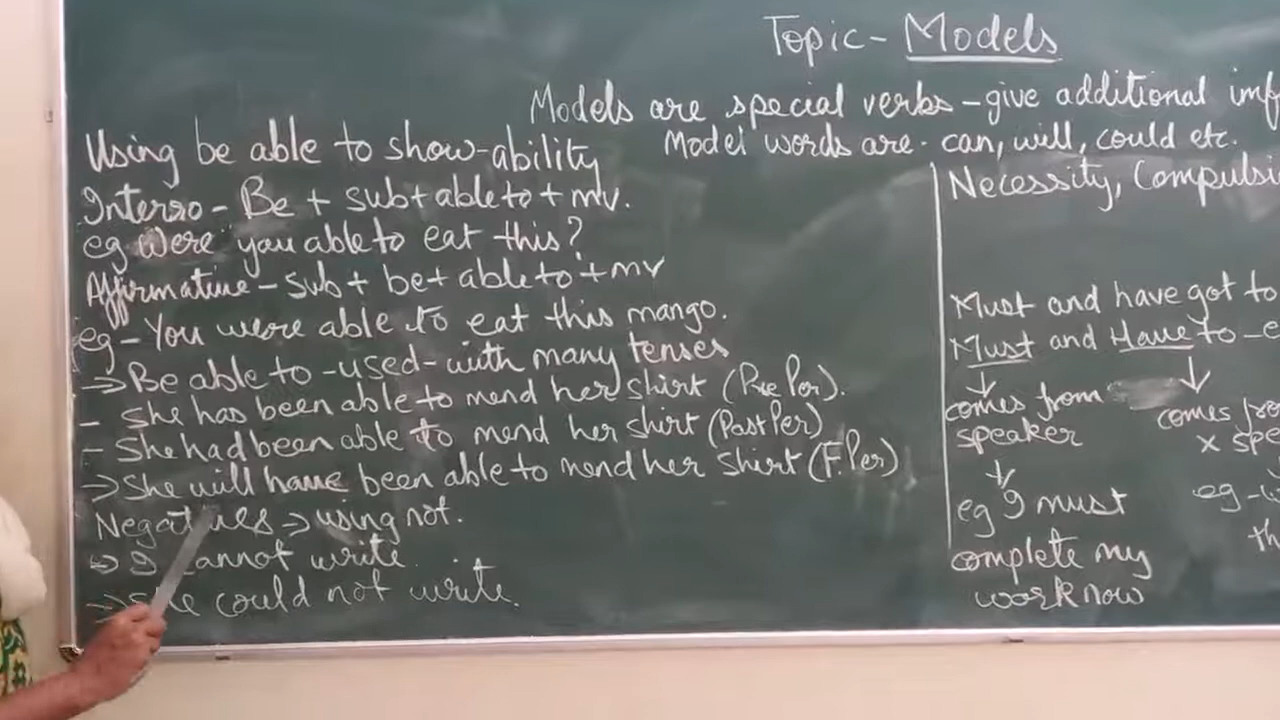 Topic - Models
Models are special verbs - give additional inf
Model words are - can, will, could etc.
Using be able to show - ability
Interro - Be + sub + able to + mv.
eg Were you able to eat this?
Affirmative - sub + be + able to + mv
eg - You were able to eat this mango.
→ Be able to - used - with many tenses
- She has been able to mend her shirt (Pre Per).
- She had been able to mend her shirt (Past Per)
→ She will have been able to mend her shirt (F. Per)
Negatives → using not.
↪ I cannot write.
→ She could not write.
Necessity, Compulsi
Must and have got to
Must and Have to - e
↓ ↓
comes from
speaker
↓
eg I must
complete my
work now
comes
x spe
eg -
th